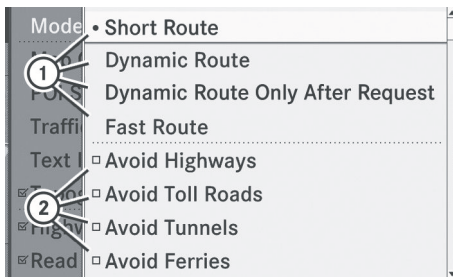 Mode • Short Route
Dynamic Route
1
Dynamic Route Only After Request
Traffi Fast Route
Text Avoid Highways
Avoid Toll Roads
2
Avoid Tunnels
Read Avoid Ferries